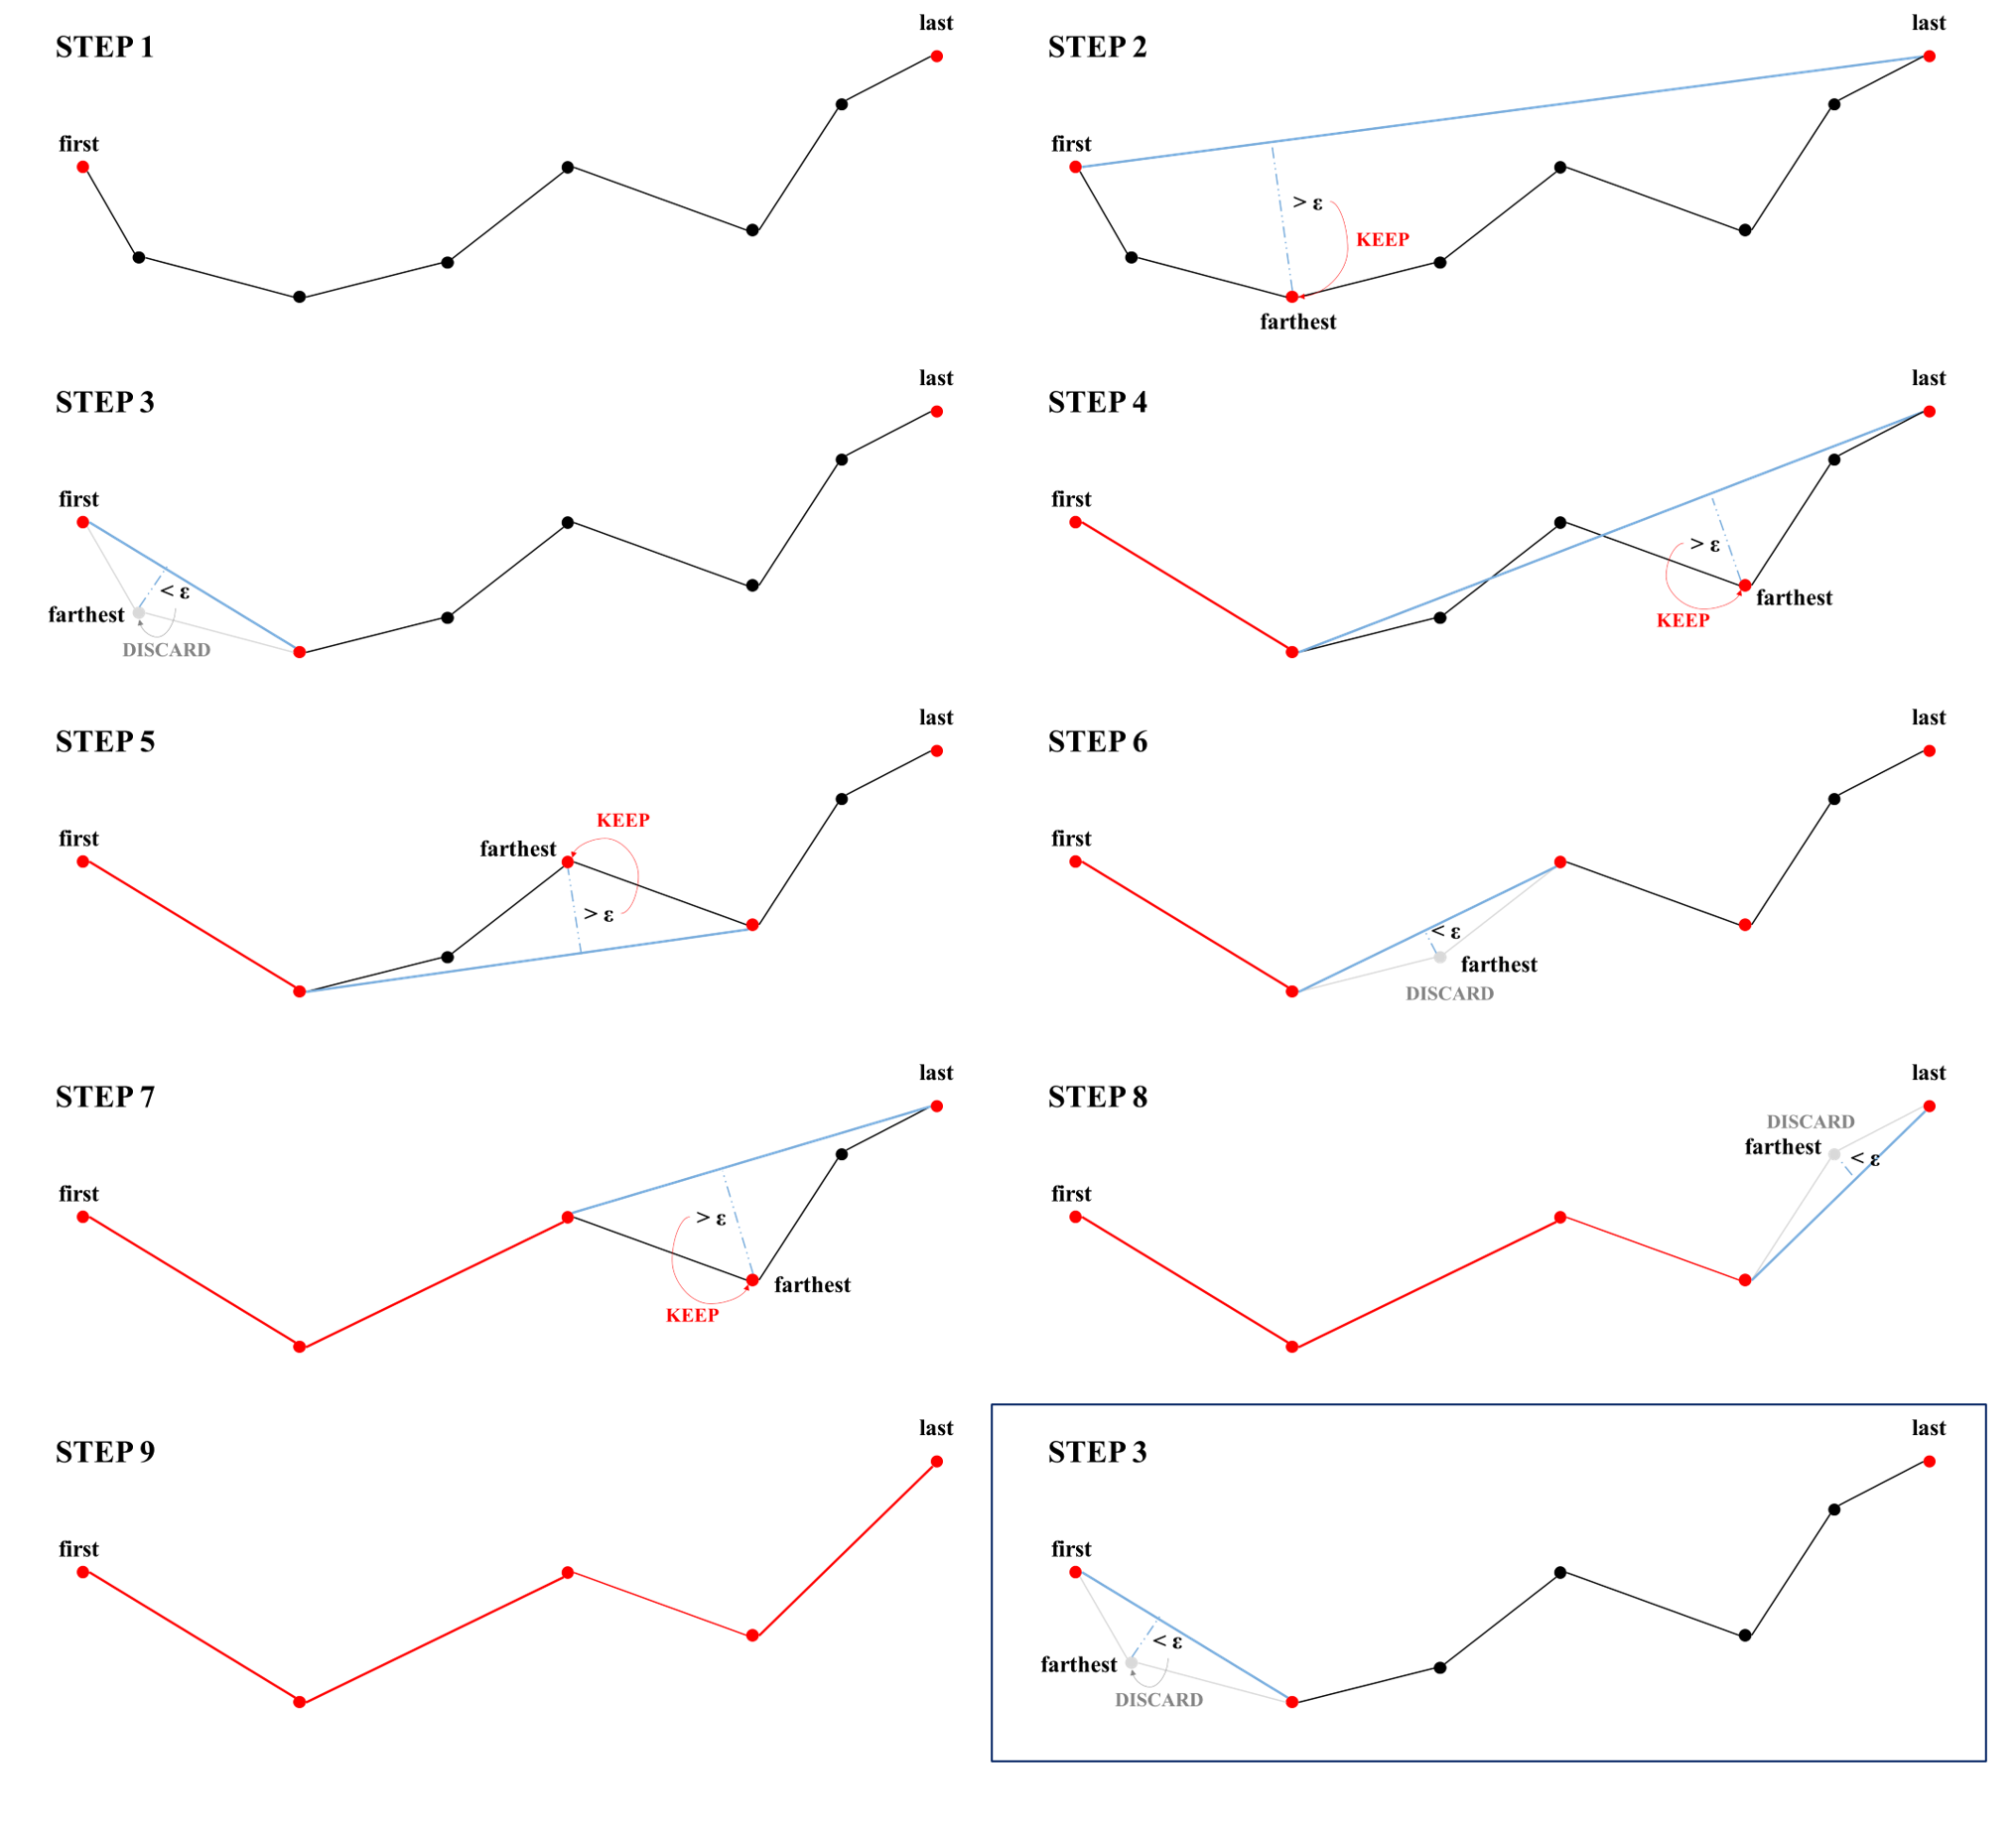 STEP 1
last
first
STEP 2
last
first
> ε
KEEP
farthest
STEP 3
last
first
< ε
farthest
DISCARD
STEP 4
last
first
> ε
farthest
KEEP
STEP 5
last
KEEP
first
farthest
> ε
STEP 6
last
first
< ε
farthest
DISCARD
STEP 7
last
first
> ε
farthest
KEEP
STEP 8
last
DISCARD
farthest
< ε
first
STEP 9
last
first
STEP 3
last
first
< ε
farthest
DISCARD